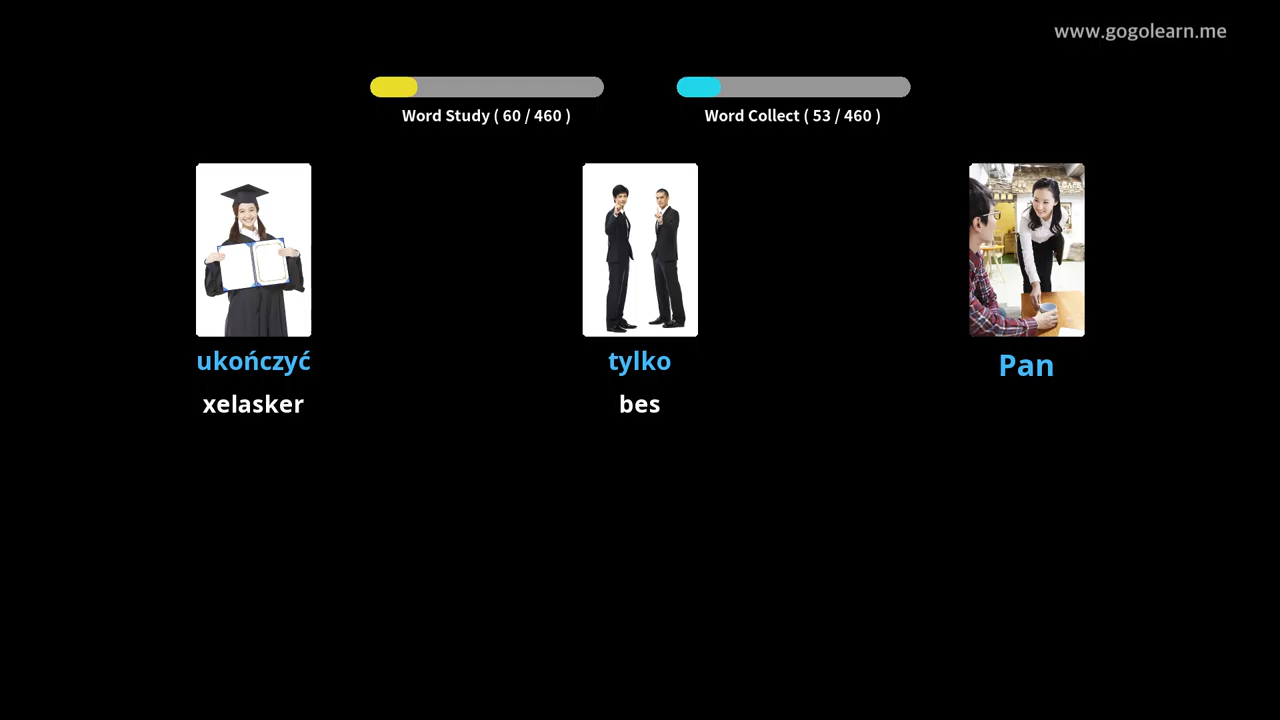 www.gogolearn.me
Word Study ( 60 / 460 )
Word Collect ( 53 / 460 )
ukończyć
tylko
Pan
xelasker
bes